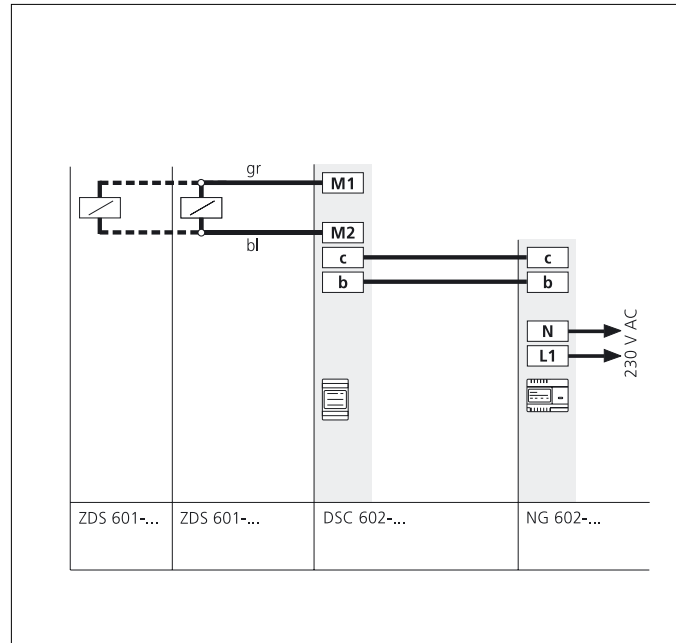 gr
M1
M2
bl
c
c
b
b
N
L1
230 V AC
ZDS 601-...
ZDS 601-...
DSC 602-...
NG 602-...